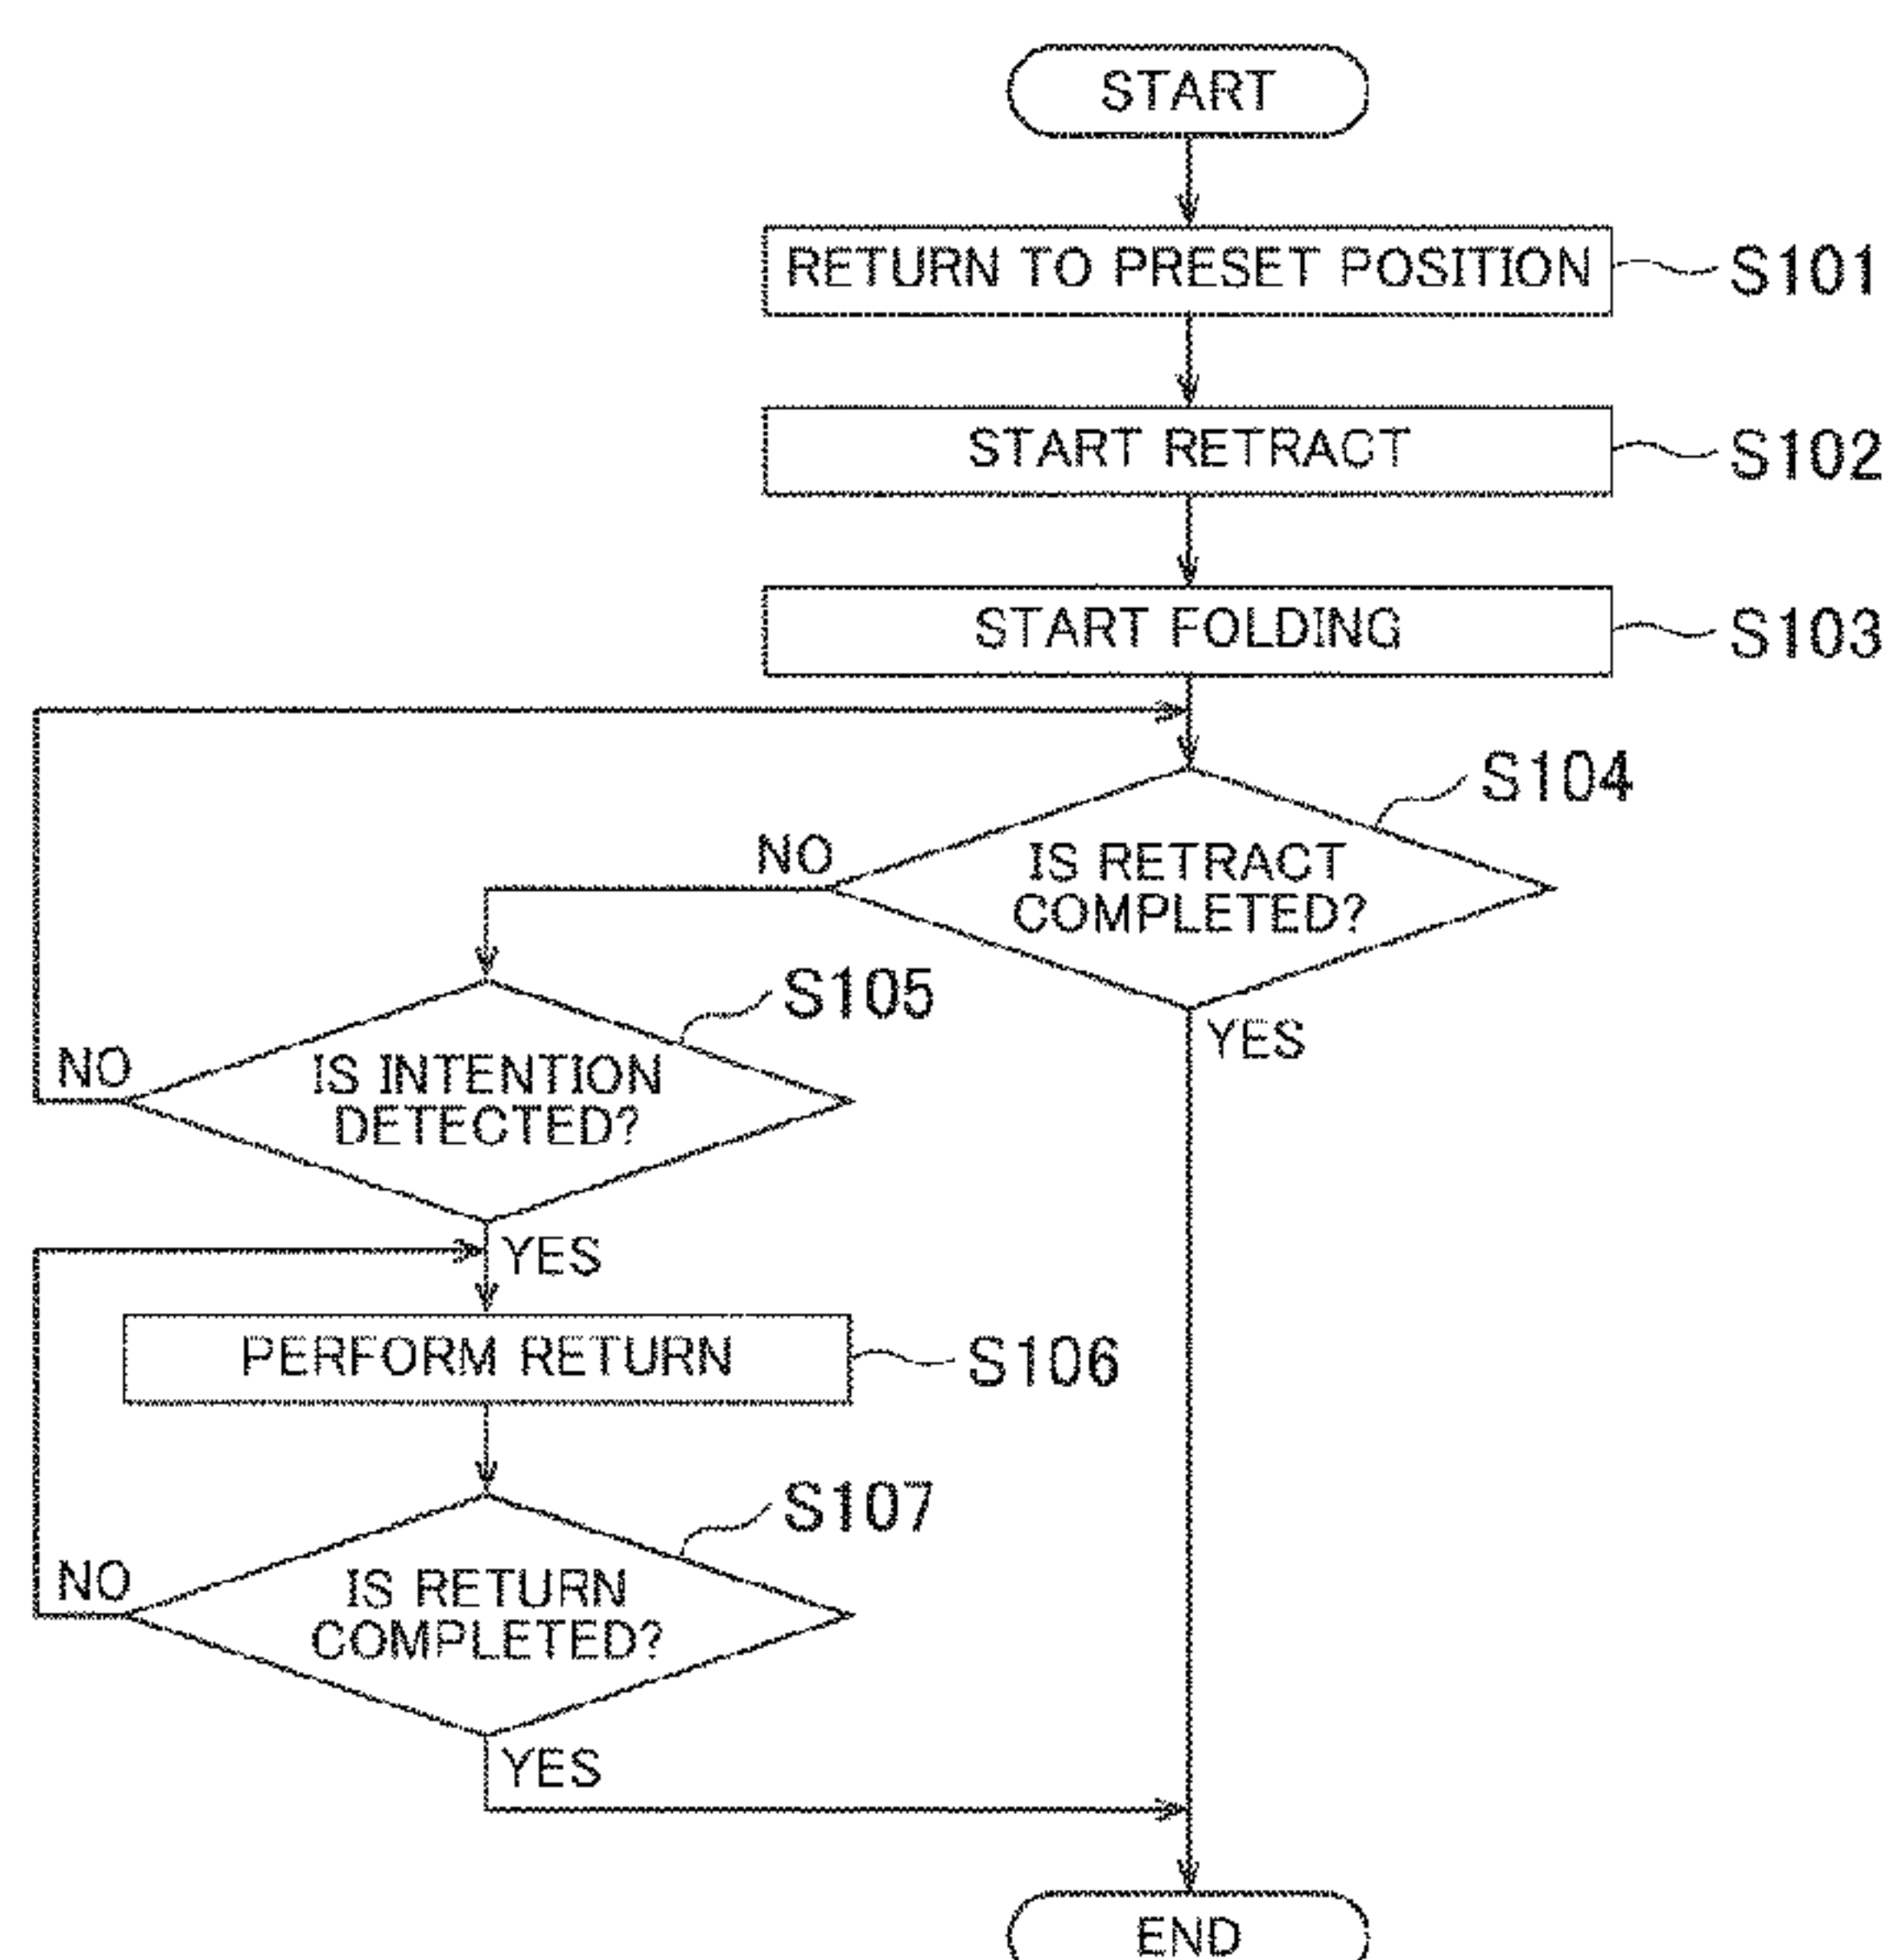 START
RETURN TO PRESET POSITION
S101
START RETRACT
S102
START FOLDING
S103
S104
NO
IS RETRACT
COMPLETED?
YES
S105
NO
IS INTENTION
DETECTED?
YES
PERFORM RETURN
S106
S107
NO
IS RETURN
COMPLETED?
YES
END